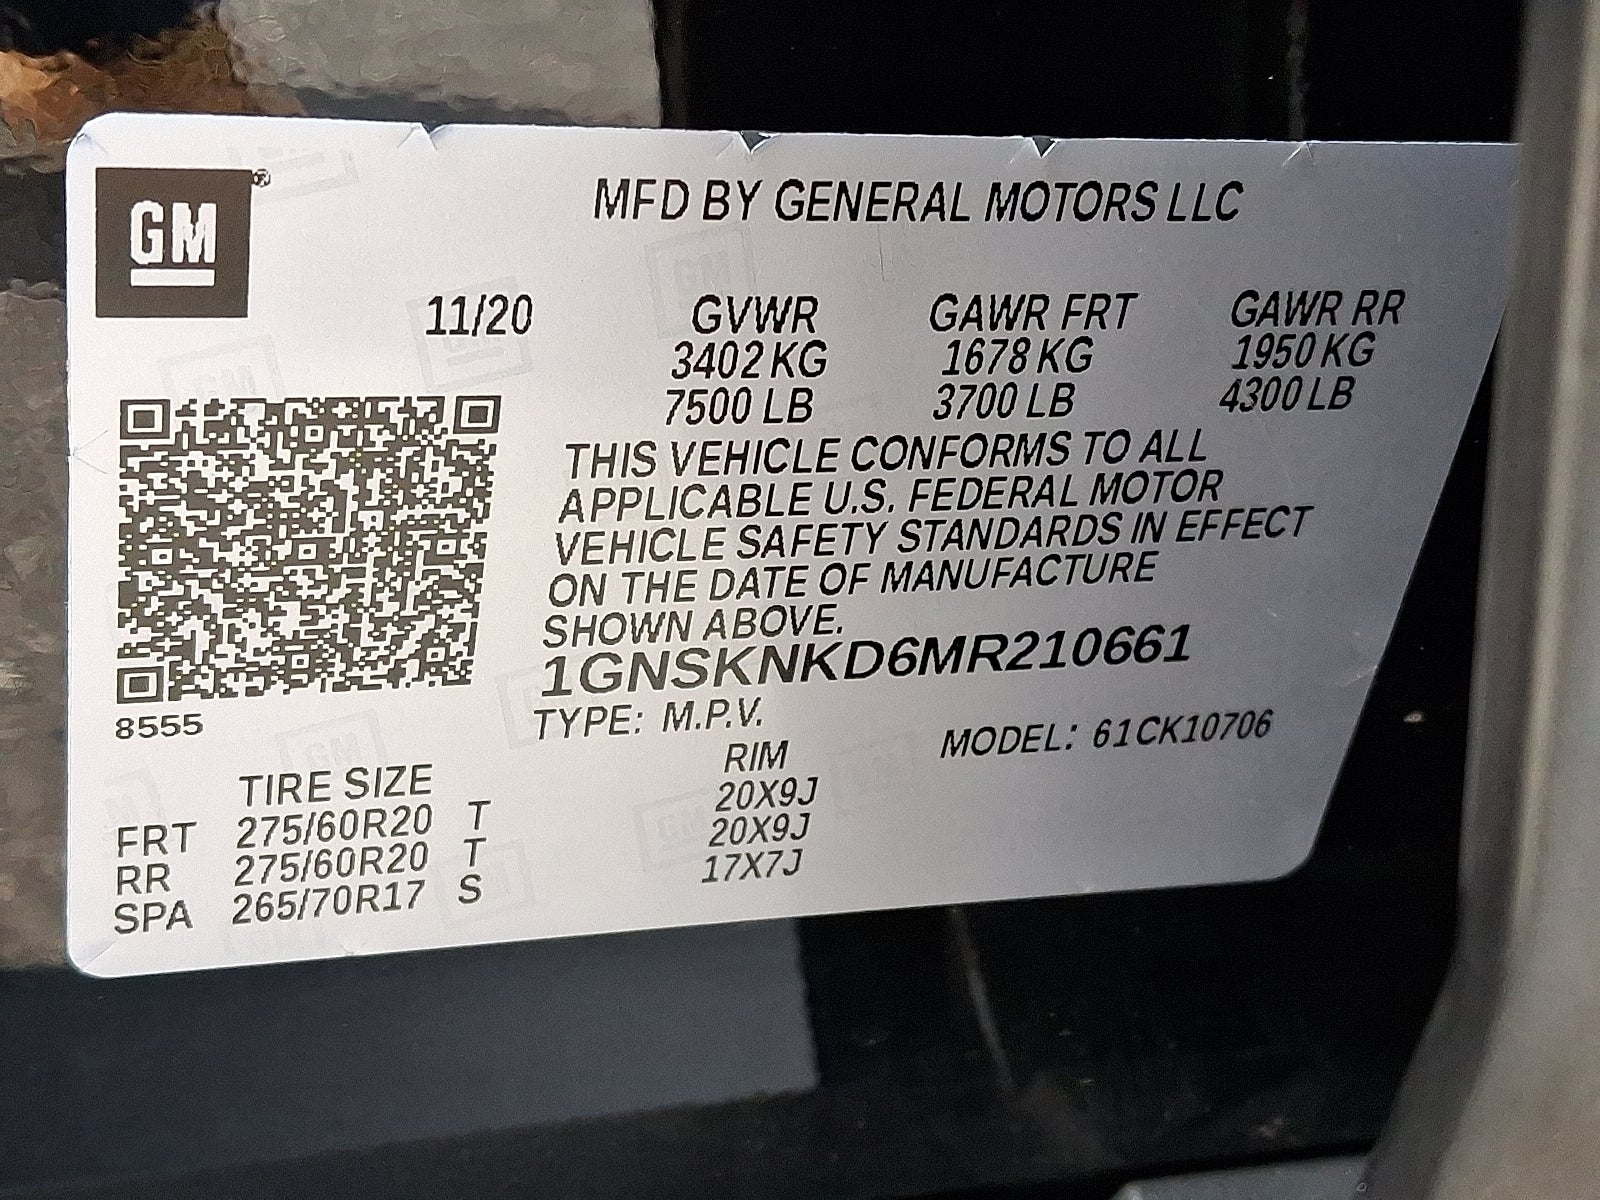 GM®
MFD BY GENERAL MOTORS LLC
11/20 GVWR GAWR FRT GAWR RR
3402 KG 1678 KG 1950 KG
7500 LB 3700 LB 4300 LB
THIS VEHICLE CONFORMS TO ALL
APPLICABLE U.S. FEDERAL MOTOR
VEHICLE SAFETY STANDARDS IN EFFECT
ON THE DATE OF MANUFACTURE
SHOWN ABOVE.
1GNSKNKD6MR210661
8555
TYPE: M.P.V. MODEL: 61CK10706
TIRE SIZE RIM
FRT 275/60R20 T 20X9J
RR 275/60R20 T 20X9J
SPA 265/70R17 S 17X7J